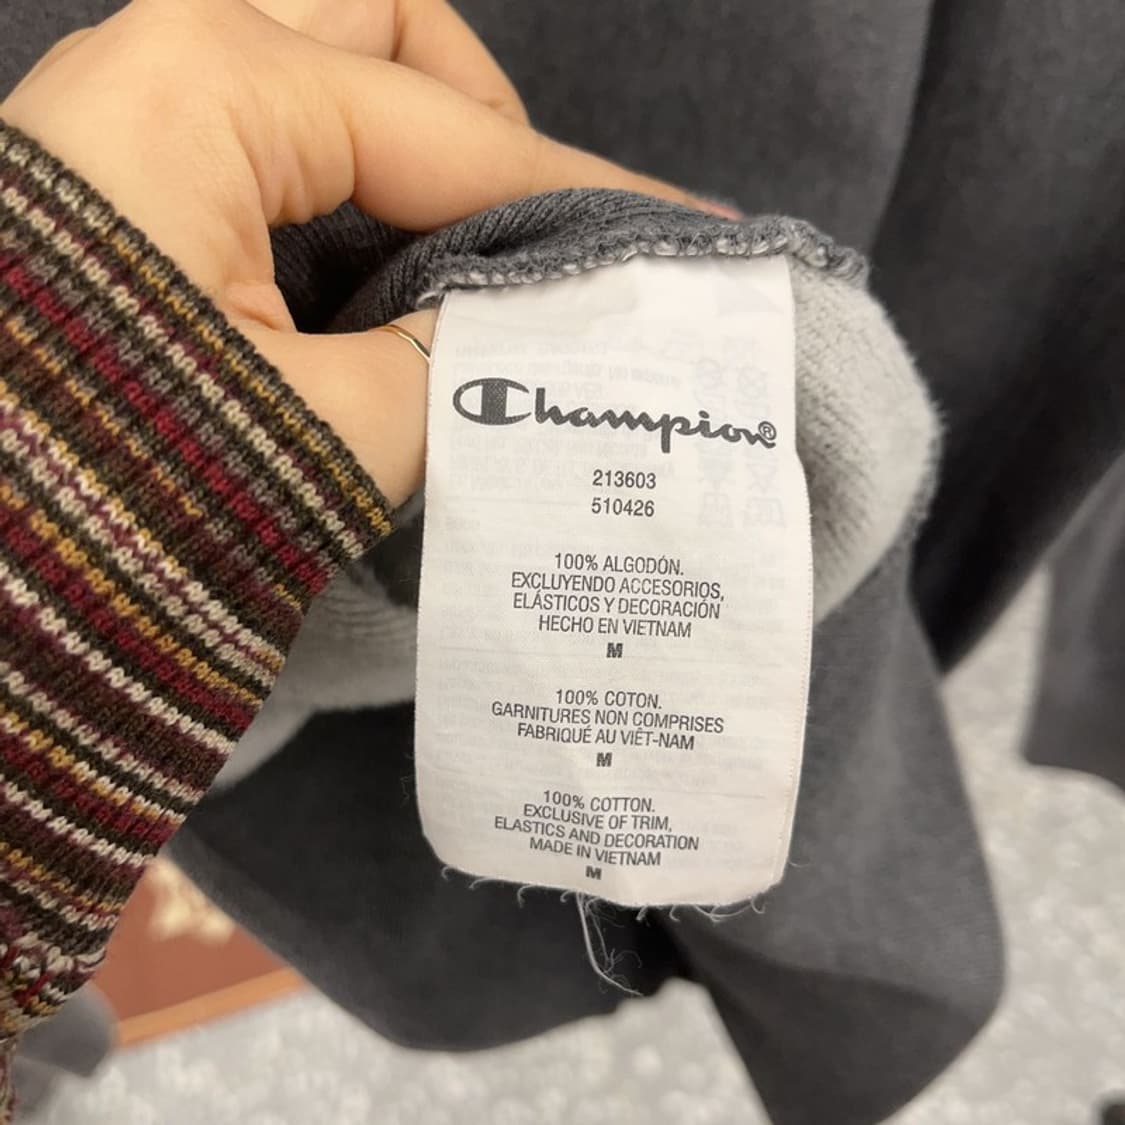 Champion®
213603
510426
100% ALGODÓN.
EXCLUYENDO ACCESORIOS,
ELÁSTICOS Y DECORACIÓN
HECHO EN VIETNAM
M
100% COTON.
GARNITURES NON COMPRISES
FABRIQUÉ AU VIÊT-NAM
M
100% COTTON.
EXCLUSIVE OF TRIM,
ELASTICS AND DECORATION
MADE IN VIETNAM
M